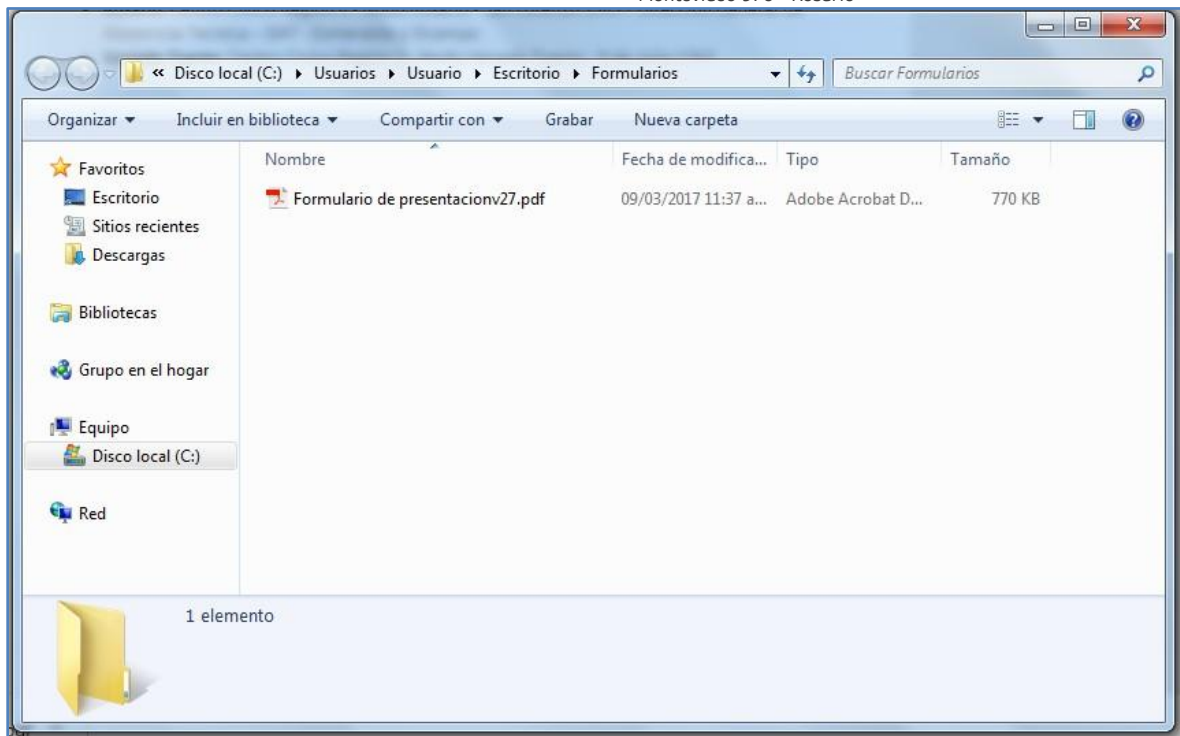 « Disco local (C:) ▸ Usuarios ▸ Usuario ▸ Escritorio ▸ Formularios
Buscar Formularios
Organizar Incluir en biblioteca Compartir con Grabar Nueva carpeta
Favoritos
Escritorio
Sitios recientes
Descargas
Bibliotecas
Grupo en el hogar
Equipo
Disco local (C:)
Red
Nombre Fecha de modifica... Tipo Tamaño
Formulario de presentacionv27.pdf 09/03/2017 11:37 a... Adobe Acrobat D... 770 KB
1 elemento